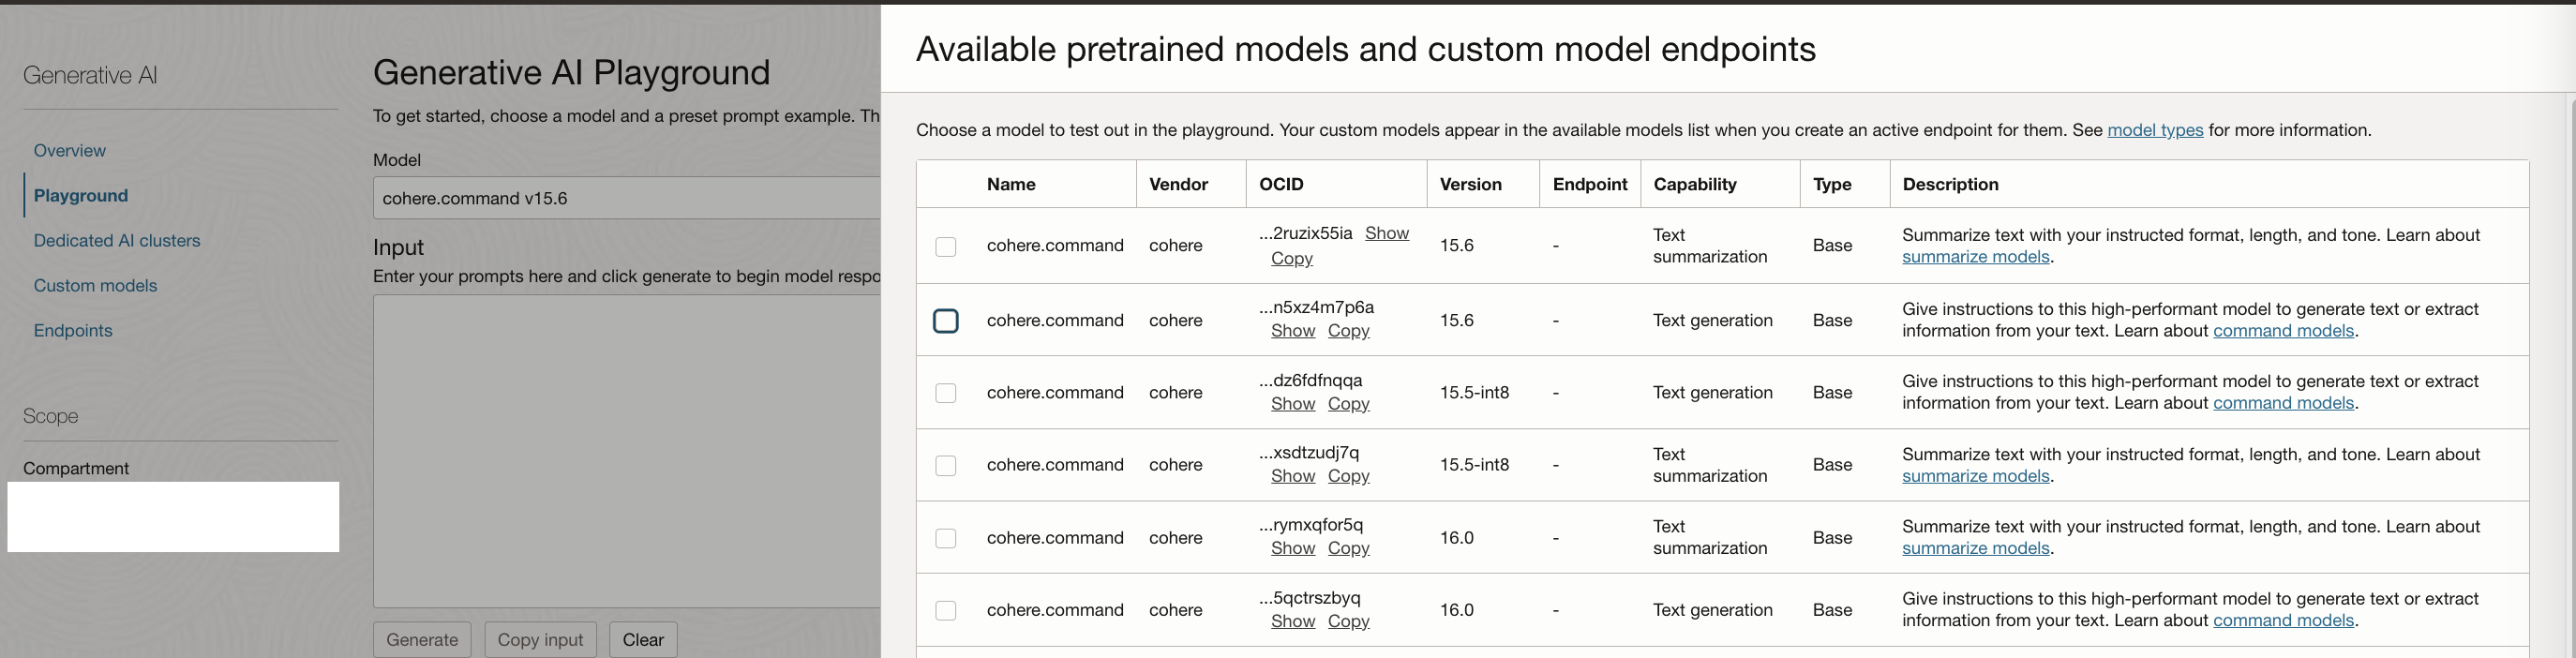 Generative AI
Overview
Playground
Dedicated AI clusters
Custom models
Endpoints
Scope
Compartment
Generative AI Playground
To get started, choose a model and a preset prompt example. Th
Model
cohere.command v15.6
Input
Enter your prompts here and click generate to begin model respo
Generate Copy input Clear
Available pretrained models and custom model endpoints
Choose a model to test out in the playground. Your custom models appear in the available models list when you create an active endpoint for them. See model types for more information.
Name Vendor OCID Version Endpoint Capability Type Description
cohere.command cohere ...2ruzix55ia Show Copy 15.6 - Text summarization Base Summarize text with your instructed format, length, and tone. Learn about summarize models.
cohere.command cohere ...n5xz4m7p6a Show Copy 15.6 - Text generation Base Give instructions to this high-performant model to generate text or extract information from your text. Learn about command models.
cohere.command cohere ...dz6fdfnqqa Show Copy 15.5-int8 - Text generation Base Give instructions to this high-performant model to generate text or extract information from your text. Learn about command models.
cohere.command cohere ...xsdtzudj7q Show Copy 15.5-int8 - Text summarization Base Summarize text with your instructed format, length, and tone. Learn about summarize models.
cohere.command cohere ...rymxqfor5q Show Copy 16.0 - Text summarization Base Summarize text with your instructed format, length, and tone. Learn about summarize models.
cohere.command cohere ...5qctrszbyq Show Copy 16.0 - Text generation Base Give instructions to this high-performant model to generate text or extract information from your text. Learn about command models.